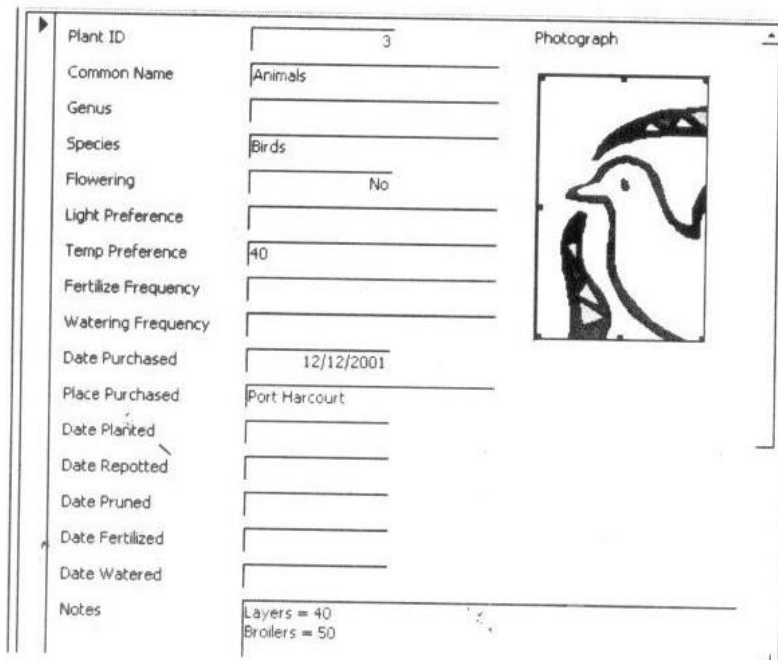 Plant ID 3 Photograph
Common Name Animals
Genus
Species Birds
Flowering No
Light Preference
Temp Preference 40
Fertilize Frequency
Watering Frequency
Date Purchased 12/12/2001
Place Purchased Port Harcourt
Date Planted
Date Repotted
Date Pruned
Date Fertilized
Date Watered
Notes Layers = 40
Broilers = 50